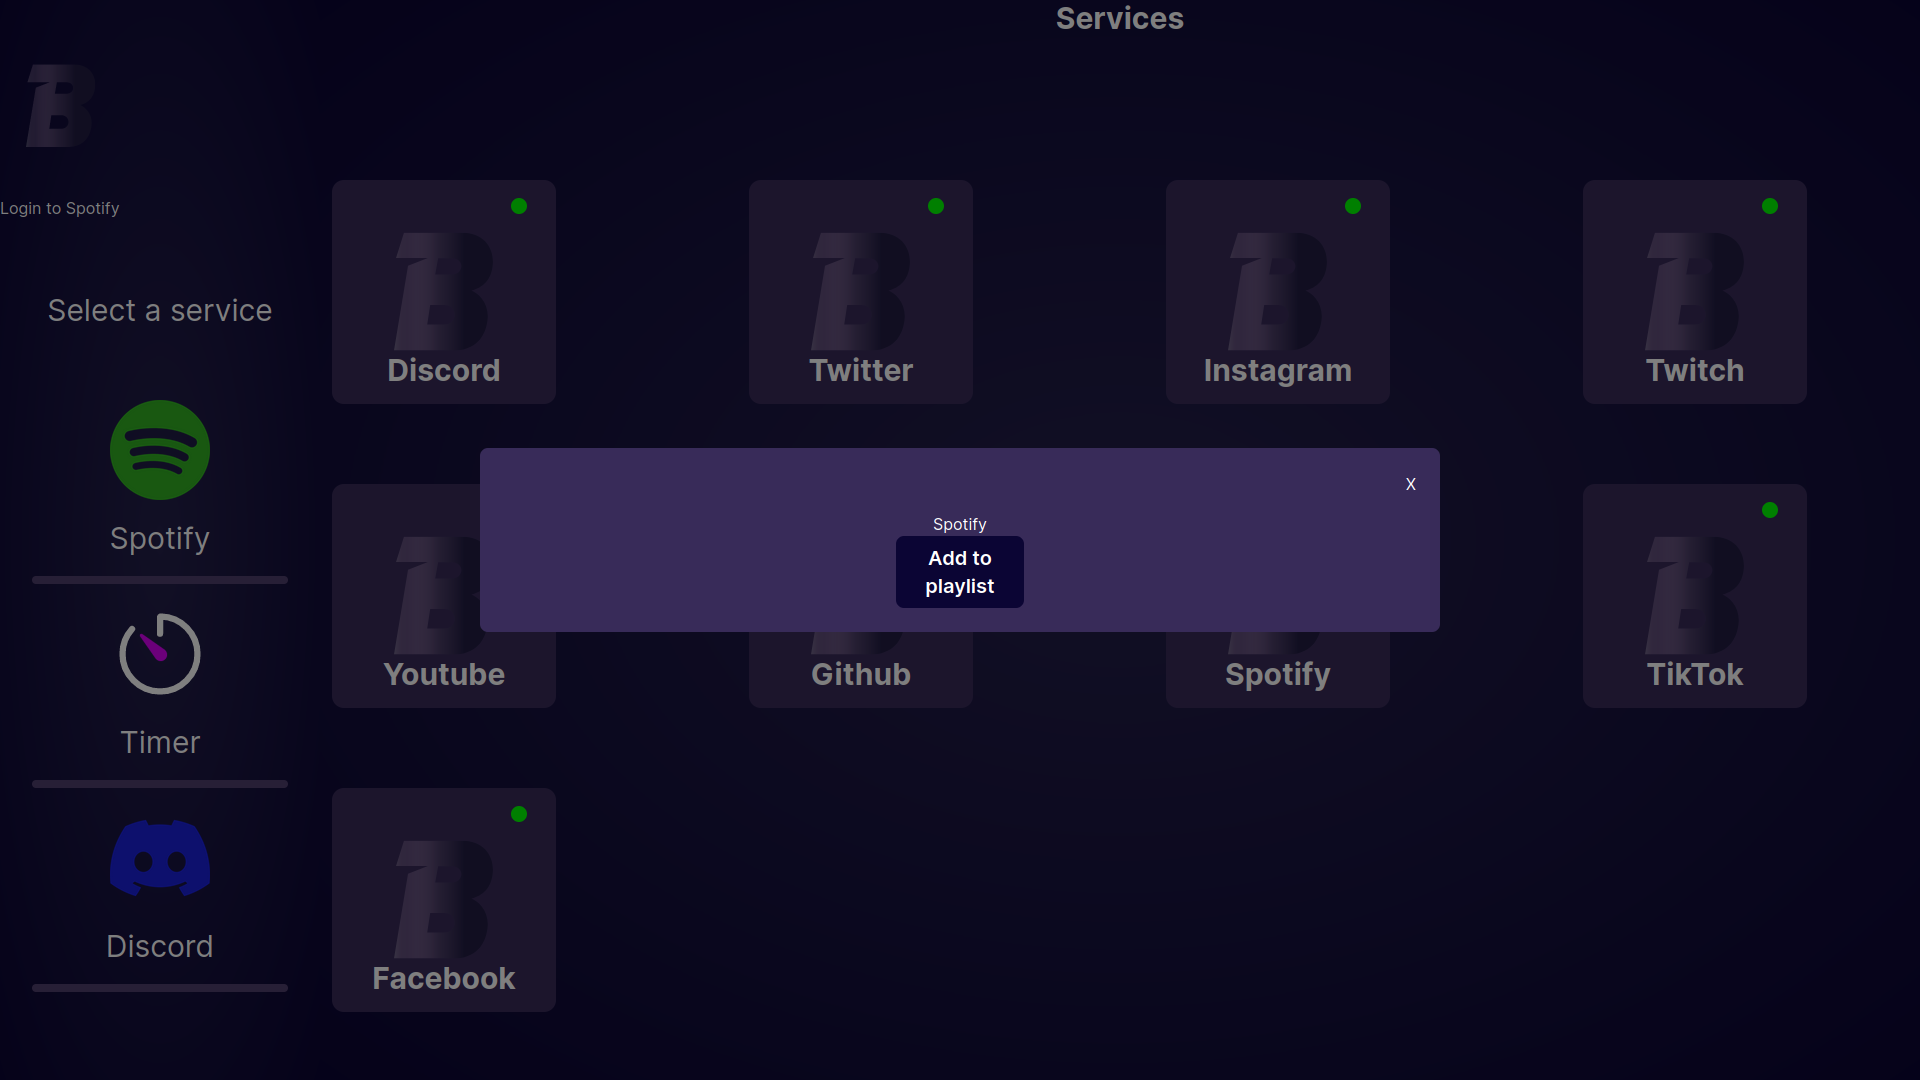 Services
Login to Spotify
Select a service
Spotify
Timer
Discord
Discord
Twitter
Instagram
Twitch
X
Spotify
Add to
playlist
Youtube
Github
Spotify
TikTok
Facebook